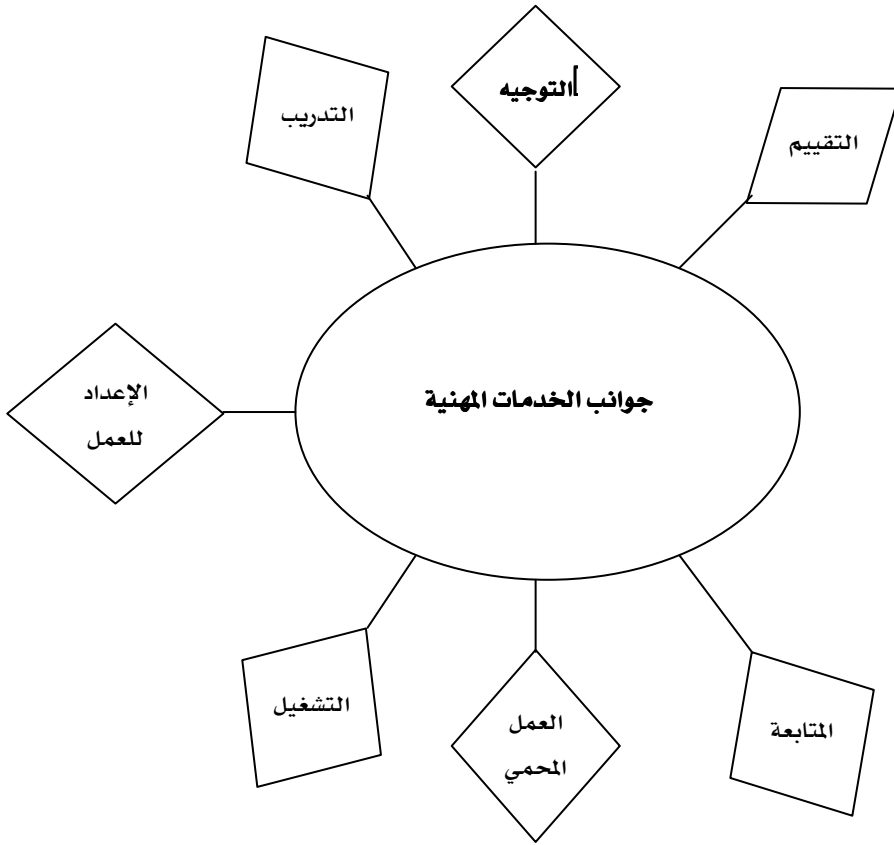 التقييم
التوجيه
التدريب
الإعداد
للعمل
جوانب الخدمات المهنية
التشغيل
العمل
المحمي
المتابعة